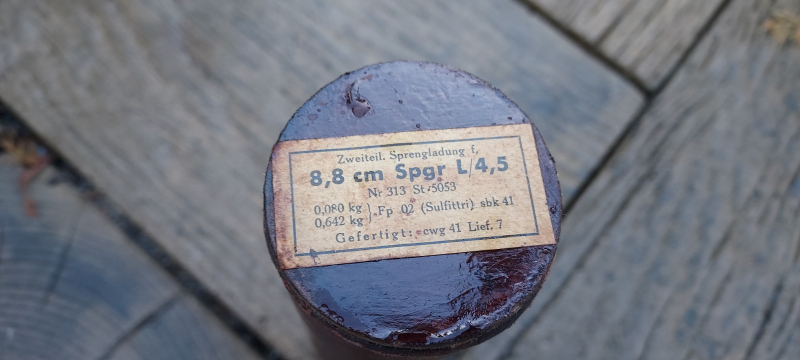 Zweiteil. Sprengladung f.
8,8 cm Spgr L/4,5
Nr 313 St. 5053
0,080 kg } Fp 02 (Sulfittri) sbk 41
0,642 kg
Gefertigt: cwg 41 Lief. 7